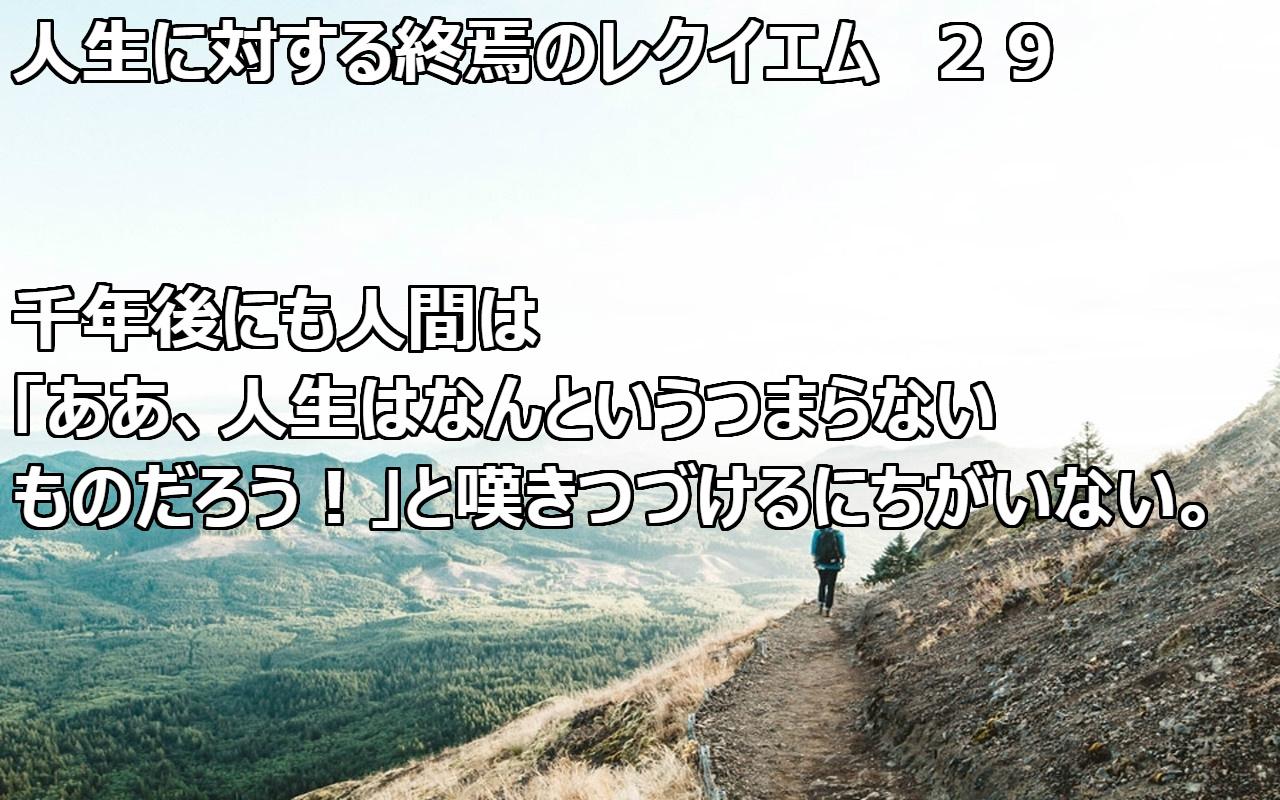 人生に対する終焉のレクイエム　２９
千年後にも人間は
「ああ、人生はなんというつまらない
ものだろう！」と嘆きつづけるにちがいない。